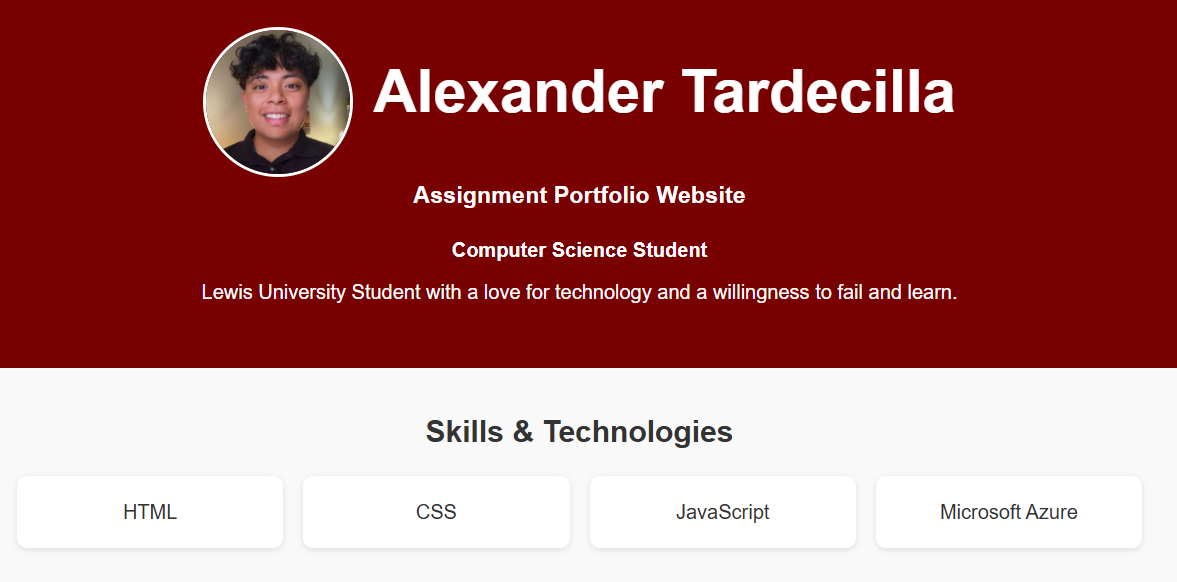 Alexander Tardecilla
Assignment Portfolio Website
Computer Science Student
Lewis University Student with a love for technology and a willingness to fail and learn.
Skills & Technologies
HTML
CSS
JavaScript
Microsoft Azure